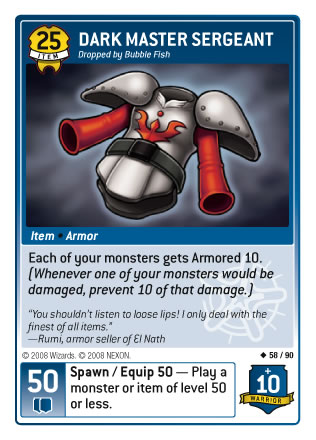 25
ITEM
DARK MASTER SERGEANT
Dropped by Bubble Fish
Item • Armor
Each of your monsters gets Armored 10.
(Whenever one of your monsters would be
damaged, prevent 10 of that damage.)
"You shouldn't listen to loose lips! I only deal with the
finest of all items."
—Rumi, armor seller of El Nath
© 2008 Wizards. © 2008 NEXON.
◆ 58 / 90
50
Spawn / Equip 50 — Play a
monster or item of level 50
or less.
+
10
WARRIOR